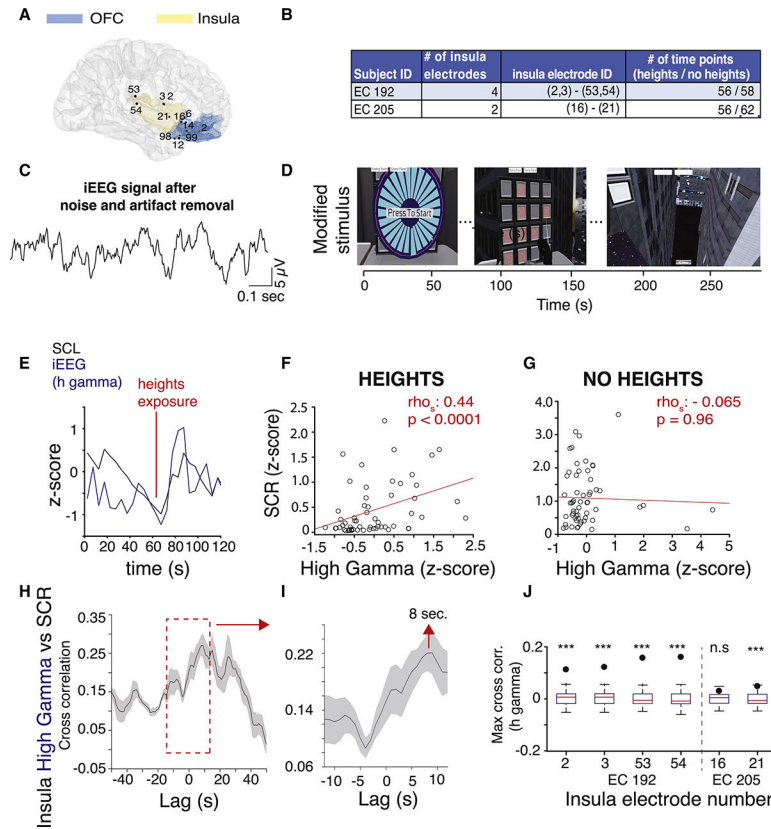 A
OFC
Insula
53
3 2
54
21
16
6
14
2
98
99
12
B
Subject ID
# of insula
electrodes
insula electrode ID
# of time points
(heights / no heights)
EC 192
4
(2,3) - (53,54)
56 / 58
EC 205
2
(16) - (21)
56 / 62
C
iEEG signal after
noise and artifact removal
5 µV
0.1 sec
D
Modified
stimulus
Press To Start
...
...
0
50
100
150
200
250
Time (s)
E
SCL
iEEG
(h gamma)
heights
exposure
z-score
1
0
-1
0
20
40
60
80
100
120
time (s)
F
HEIGHTS
rhos: 0.44
p < 0.0001
SCR (z-score)
2.5
2.0
1.5
1.0
0.5
0
-1.5
-0.5
0.5
1.5
2.5
High Gamma (z-score)
G
NO HEIGHTS
rhos: - 0.065
p = 0.96
4.0
3.0
2.0
1.0
0
-1
0
1
2
3
4
5
High Gamma (z-score)
H
Insula High Gamma vs SCR
Cross correlation
0.35
0.25
0.15
0.05
-0.05
-50
-40
-20
0
20
40
50
Lag (s)
I
8 sec.
0.22
0.14
0.06
-10
-5
0
5
10
Lag (s)
J
Max cross corr.
(h gamma)
0.2
0
-0.2
***
***
***
***
n.s
***
2
3
53
54
16
21
EC 192
EC 205
Insula electrode number